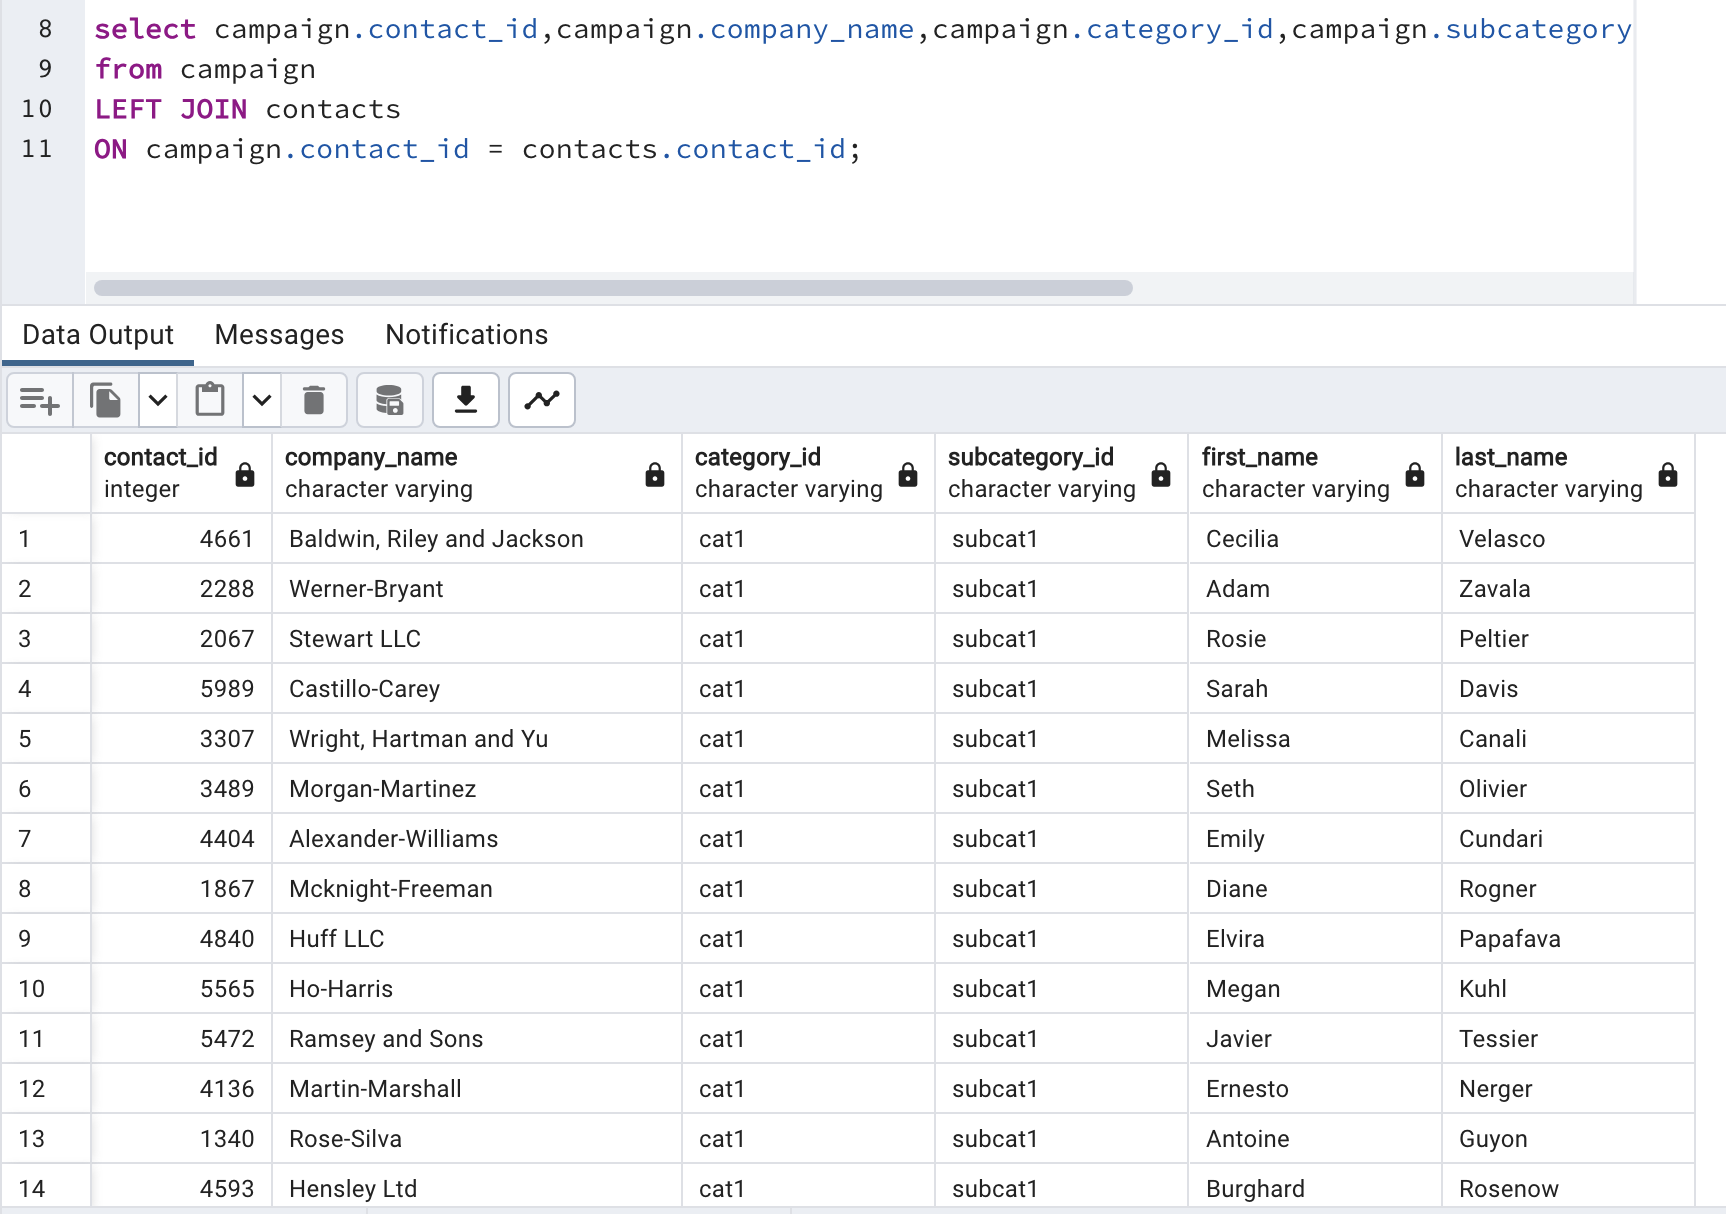 8 select campaign.contact_id,campaign.company_name,campaign.category_id,campaign.subcategory
9 from campaign
10 LEFT JOIN contacts
11 ON campaign.contact_id = contacts.contact_id;
Data Output Messages Notifications
contact_id company_name category_id subcategory_id first_name last_name
integer character varying character varying character varying character varying character varying
1 4661 Baldwin, Riley and Jackson cat1 subcat1 Cecilia Velasco
2 2288 Werner-Bryant cat1 subcat1 Adam Zavala
3 2067 Stewart LLC cat1 subcat1 Rosie Peltier
4 5989 Castillo-Carey cat1 subcat1 Sarah Davis
5 3307 Wright, Hartman and Yu cat1 subcat1 Melissa Canali
6 3489 Morgan-Martinez cat1 subcat1 Seth Olivier
7 4404 Alexander-Williams cat1 subcat1 Emily Cundari
8 1867 Mcknight-Freeman cat1 subcat1 Diane Rogner
9 4840 Huff LLC cat1 subcat1 Elvira Papafava
10 5565 Ho-Harris cat1 subcat1 Megan Kuhl
11 5472 Ramsey and Sons cat1 subcat1 Javier Tessier
12 4136 Martin-Marshall cat1 subcat1 Ernesto Nerger
13 1340 Rose-Silva cat1 subcat1 Antoine Guyon
14 4593 Hensley Ltd cat1 subcat1 Burghard Rosenow